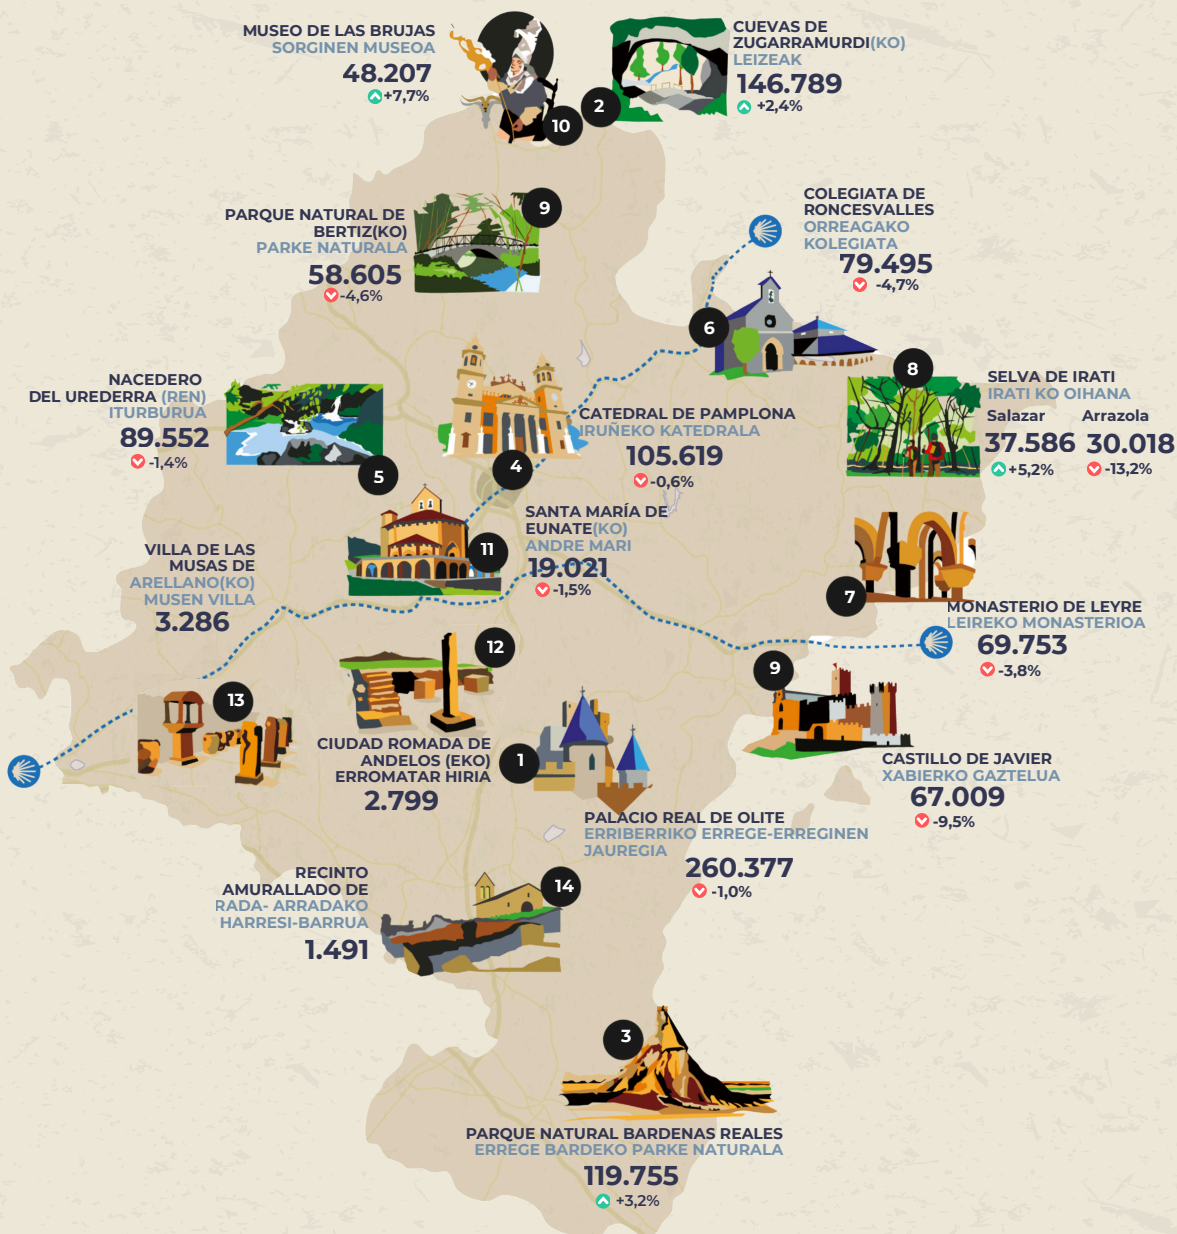 MUSEO DE LAS BRUJAS
SORGINEN MUSEOA
48.207
+7,7%
10
CUEVAS DE
ZUGARRAMURDI(KO)
LEIZEAK
146.789
+2,4%
2
PARQUE NATURAL DE
BERTIZ(KO)
PARKE NATURALA
58.605
-4,6%
9
COLEGIATA DE
RONCESVALLES
ORREAGAKO
KOLEGIATA
79.495
-4,7%
6
NACEDERO
DEL UREDERRA (REN)
ITURBURUA
89.552
-1,4%
5
CATEDRAL DE PAMPLONA
IRUÑEKO KATEDRALA
105.619
-0,6%
4
8
SELVA DE IRATI
IRATI KO OIHANA
Salazar Arrazola
37.586 30.018
+5,2% -13,2%
SANTA MARÍA DE
EUNATE(KO)
ANDRE MARI
19.021
-1,5%
11
VILLA DE LAS
MUSAS DE
ARELLANO(KO)
MUSEN VILLA
3.286
13
7
MONASTERIO DE LEYRE
LEIREKO MONASTERIOA
69.753
-3,8%
12
CIUDAD ROMADA DE
ANDELOS (EKO)
ERROMATAR HIRIA
2.799
9
CASTILLO DE JAVIER
XABIERKO GAZTELUA
67.009
-9,5%
1
PALACIO REAL DE OLITE
ERRIBERRIKO ERREGE-ERREGINEN
JAUREGIA
260.377
-1,0%
RECINTO
AMURALLADO DE
RADA- ARRADAKO
HARRESI-BARRUA
1.491
14
3
PARQUE NATURAL BARDENAS REALES
ERREGE BARDEKO PARKE NATURALA
119.755
+3,2%